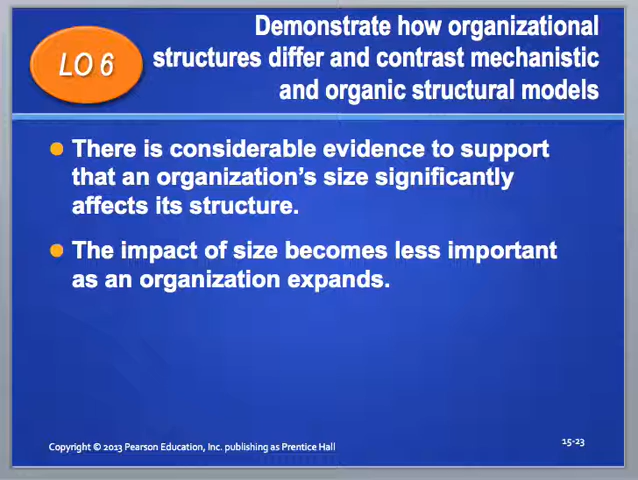 LO 6
Demonstrate how organizational
structures differ and contrast mechanistic
and organic structural models
There is considerable evidence to support
that an organization’s size significantly
affects its structure.
The impact of size becomes less important
as an organization expands.
Copyright © 2013 Pearson Education, Inc. publishing as Prentice Hall
15-23